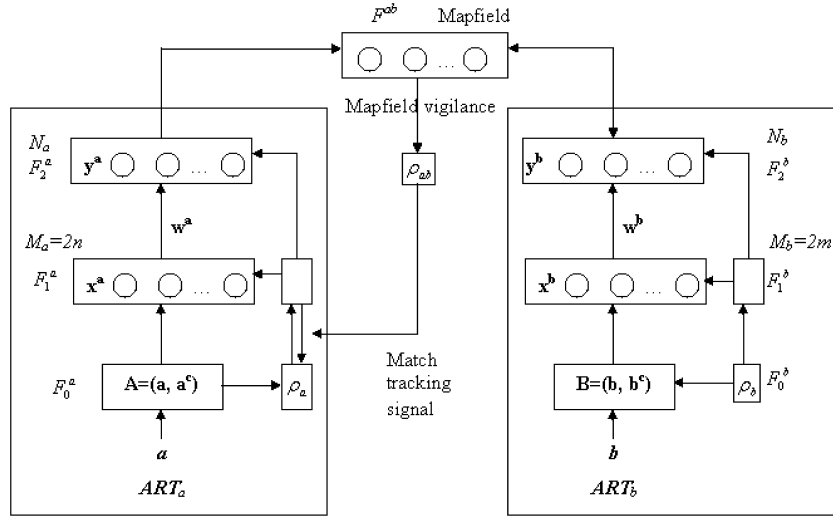 F^ab Mapfield
Mapfield vigilance
N_a
F_2^a
y^a ...
ρ_ab
N_b
y^b ...
F_2^b
w^a
w^b
M_a=2n
M_b=2m
F_1^a
x^a ...
x^b ...
F_1^b
Match
tracking
signal
F_0^a
A=(a, a^c)
ρ_a
B=(b, b^c)
ρ_b
F_0^b
a
b
ART_a
ART_b